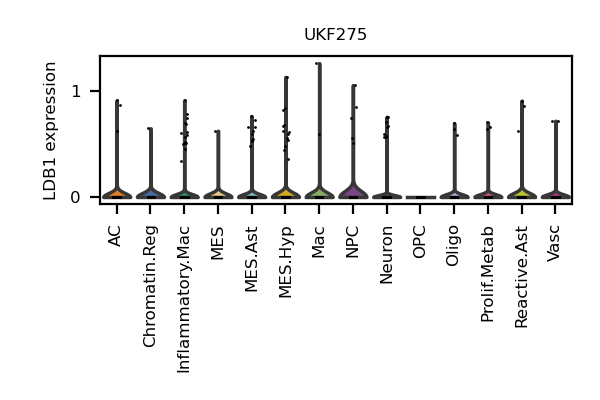 UKF275
LDB1 expression
1
0
AC
Chromatin.Reg
Inflammatory.Mac
MES
MES.Ast
MES.Hyp
Mac
NPC
Neuron
OPC
Oligo
Prolif.Metab
Reactive.Ast
Vasc